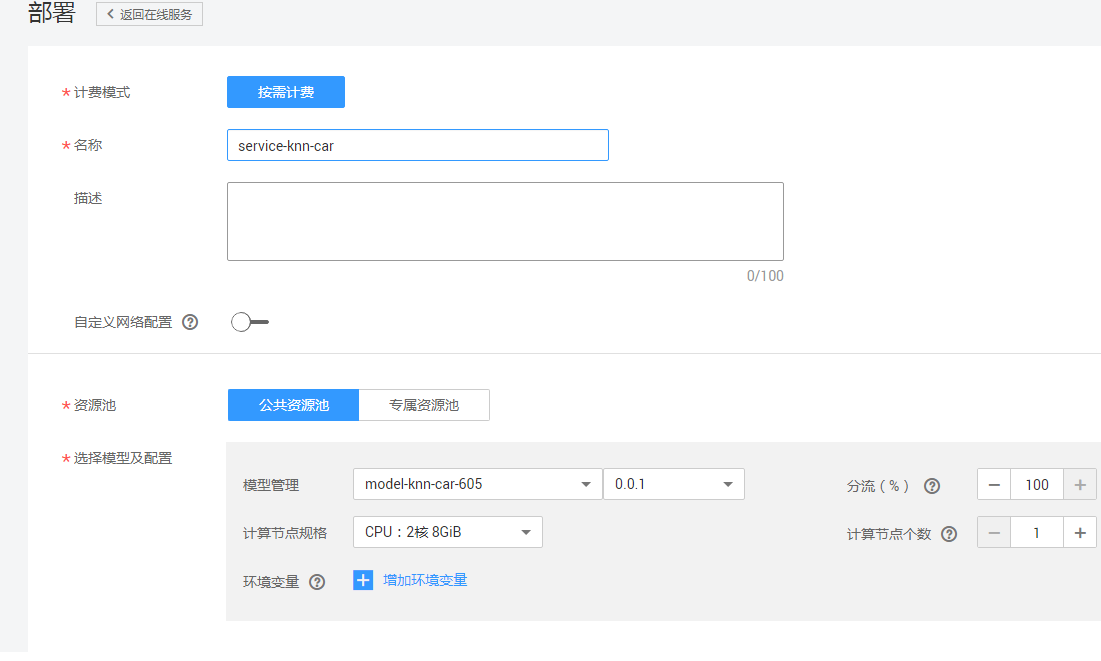 部署 返回在线服务
* 计费模式 按需计费
* 名称 service-knn-car
描述
0/100
自定义网络配置 ?
* 资源池 公共资源池 专属资源池
* 选择模型及配置
模型管理 model-knn-car-605 0.0.1 分流（%） ? — 100 +
计算节点规格 CPU：2核 8GiB 计算节点个数 ? — 1 +
环境变量 ? + 增加环境变量